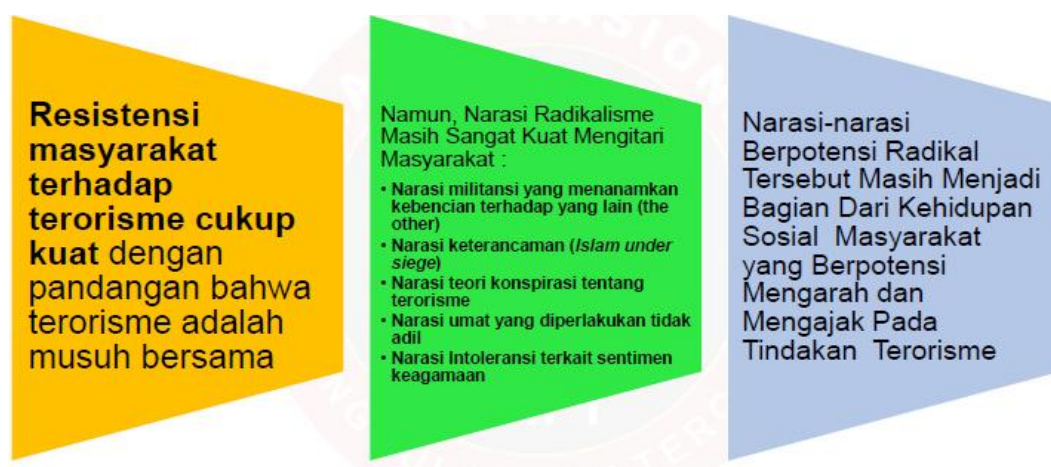 Resistensi
masyarakat
terhadap
terorisme cukup
kuat dengan
pandangan bahwa
terorisme adalah
musuh bersama
Namun, Narasi Radikalisme
Masih Sangat Kuat Mengitari
Masyarakat :
• Narasi militansi yang menanamkan
kebencian terhadap yang lain (the
other)
• Narasi keterancaman (Islam under
siege)
• Narasi teori konspirasi tentang
terorisme
• Narasi umat yang diperlakukan tidak
adil
• Narasi Intoleransi terkait sentimen
keagamaan
Narasi-narasi
Berpotensi Radikal
Tersebut Masih Menjadi
Bagian Dari Kehidupan
Sosial Masyarakat
yang Berpotensi
Mengarah dan
Mengajak Pada
Tindakan Terorisme